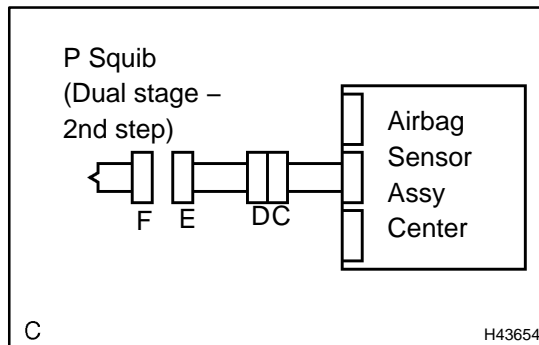 P Squib
(Dual stage –
2nd step)
Airbag
Sensor
Assy
Center
F E D C
C
H43654